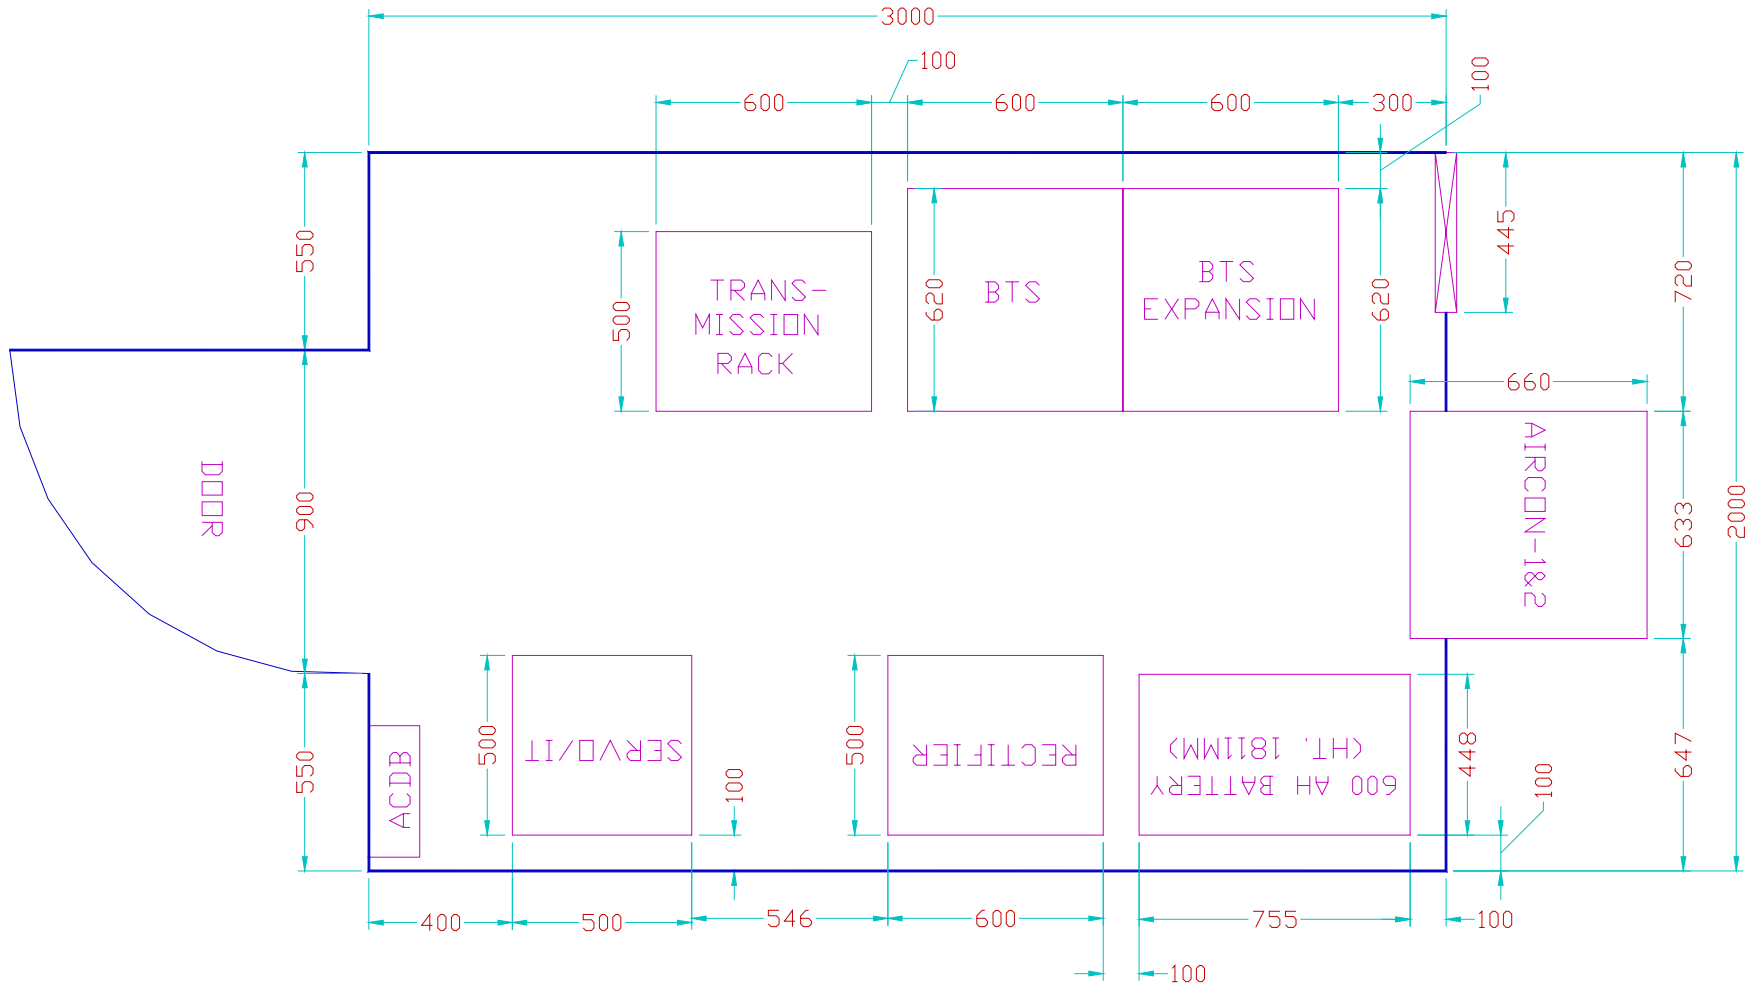 3000
100
600
600
600
300
100
550
500
TRANS-
MISSION
RACK
620
BTS
BTS
EXPANSION
620
445
720
660
DOOR
900
AIRCON-1&2
633
2000
550
ACDB
500
SERVO/IT
100
500
RECTIFIER
600 AH BATTERY
(HT. 1811MM)
448
100
647
400
500
546
600
755
100
100